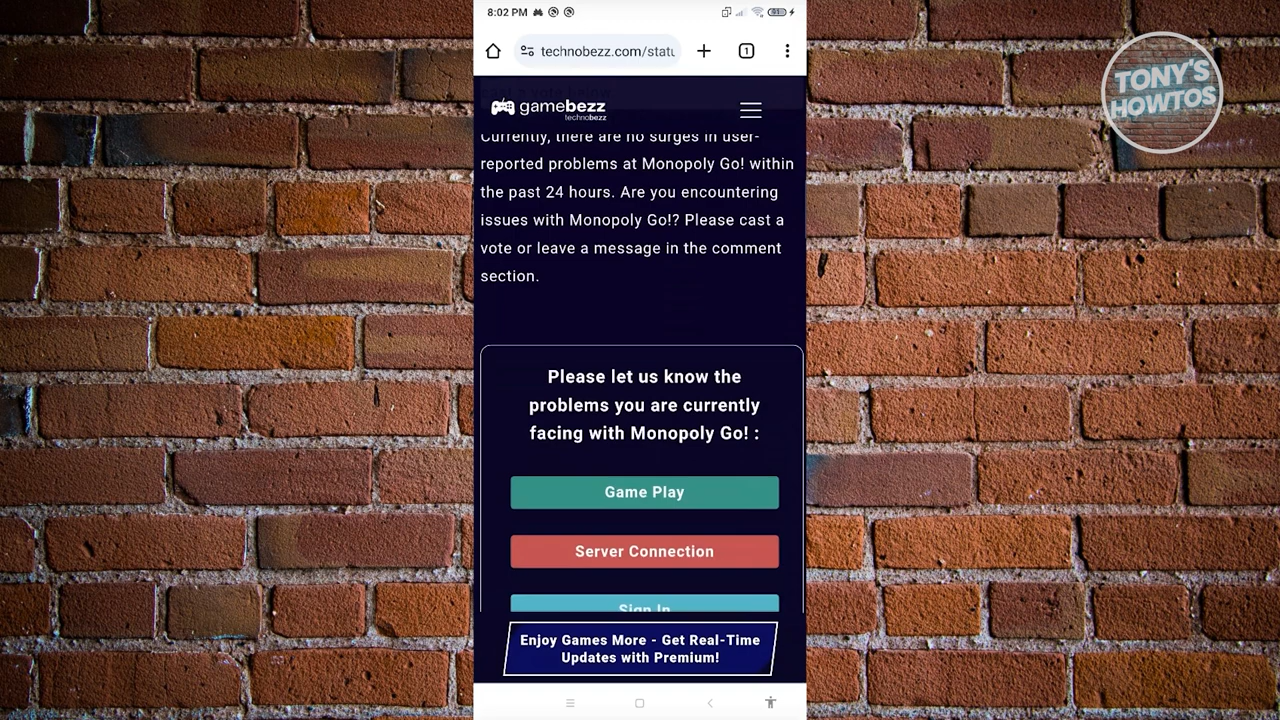 8:02 PM
91
technobezz.com/statu
1
TONY'S
HOWTOS
gamebezz
technobezz
Currently, there are no surges in user-
reported problems at Monopoly Go! within
the past 24 hours. Are you encountering
issues with Monopoly Go!? Please cast a
vote or leave a message in the comment
section.
Please let us know the
problems you are currently
facing with Monopoly Go! :
Game Play
Server Connection
Sign In
Enjoy Games More - Get Real-Time
Updates with Premium!